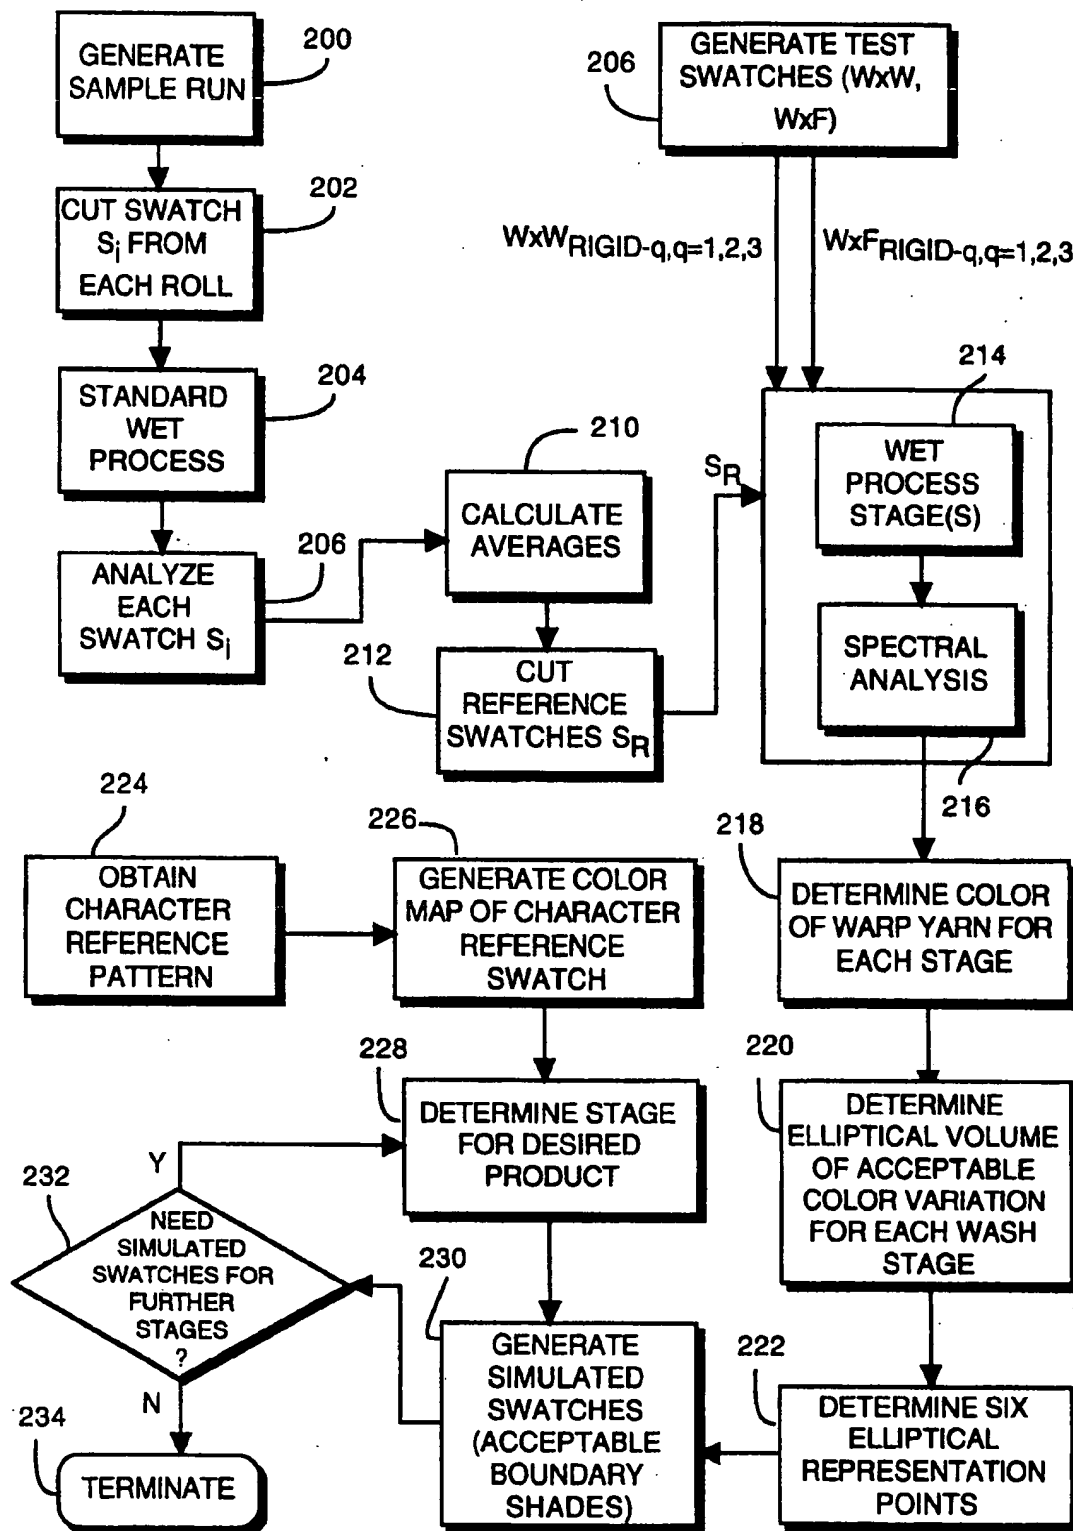 GENERATE
SAMPLE RUN
200
CUT SWATCH
Si FROM
EACH ROLL
202
STANDARD
WET
PROCESS
204
ANALYZE
EACH
SWATCH Si
206
GENERATE TEST
SWATCHES (WxW,
WxF)
206
WxWRIGID-q,q=1,2,3
WxFRIGID-q,q=1,2,3
210
CALCULATE
AVERAGES
212
CUT
REFERENCE
SWATCHES SR
SR
214
WET
PROCESS
STAGE(S)
SPECTRAL
ANALYSIS
216
218
DETERMINE COLOR
OF WARP YARN FOR
EACH STAGE
220
DETERMINE
ELLIPTICAL VOLUME
OF ACCEPTABLE
COLOR VARIATION
FOR EACH WASH
STAGE
222
DETERMINE SIX
ELLIPTICAL
REPRESENTATION
POINTS
224
OBTAIN
CHARACTER
REFERENCE
PATTERN
226
GENERATE COLOR
MAP OF CHARACTER
REFERENCE
SWATCH
228
DETERMINE STAGE
FOR DESIRED
PRODUCT
230
GENERATE
SIMULATED
SWATCHES
(ACCEPTABLE
BOUNDARY
SHADES)
232
Y
NEED
SIMULATED
SWATCHES FOR
FURTHER
STAGES
?
N
234
TERMINATE